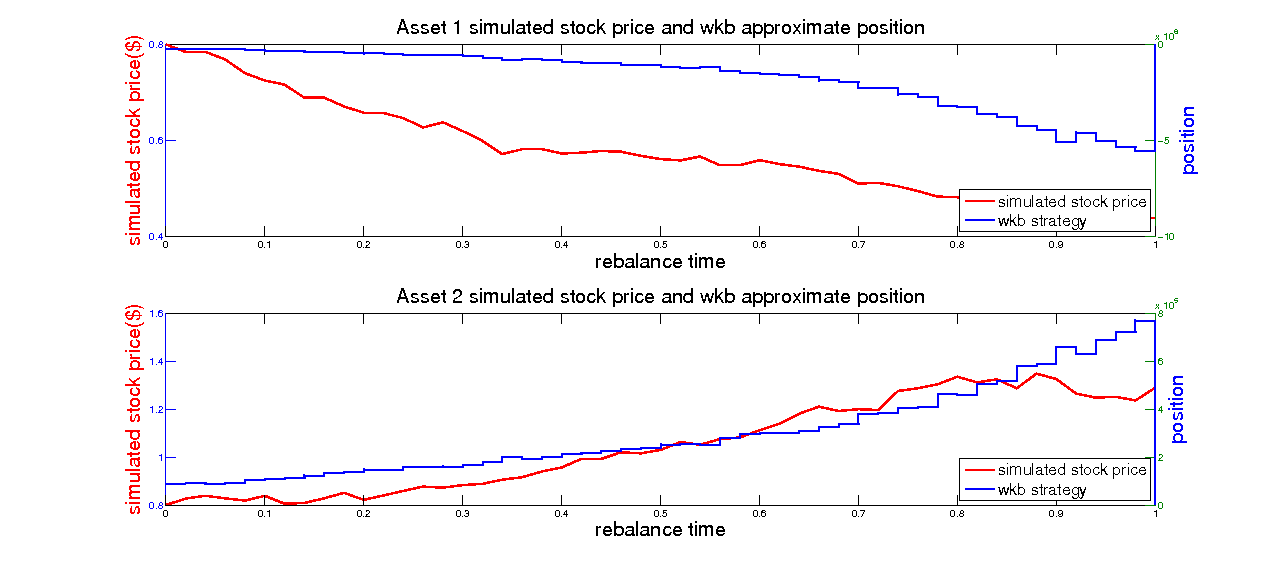 Asset 1 simulated stock price and wkb approximate position
simulated stock price($)
0.8
0.6
0.4
0 0.1 0.2 0.3 0.4 0.5 0.6 0.7 0.8 0.9 1
rebalance time
0
-5
-10
position
simulated stock price
wkb strategy
Asset 2 simulated stock price and wkb approximate position
simulated stock price($)
1.6
1.4
1.2
1
0.8
0 0.1 0.2 0.3 0.4 0.5 0.6 0.7 0.8 0.9 1
rebalance time
8
6
4
2
0
position
simulated stock price
wkb strategy